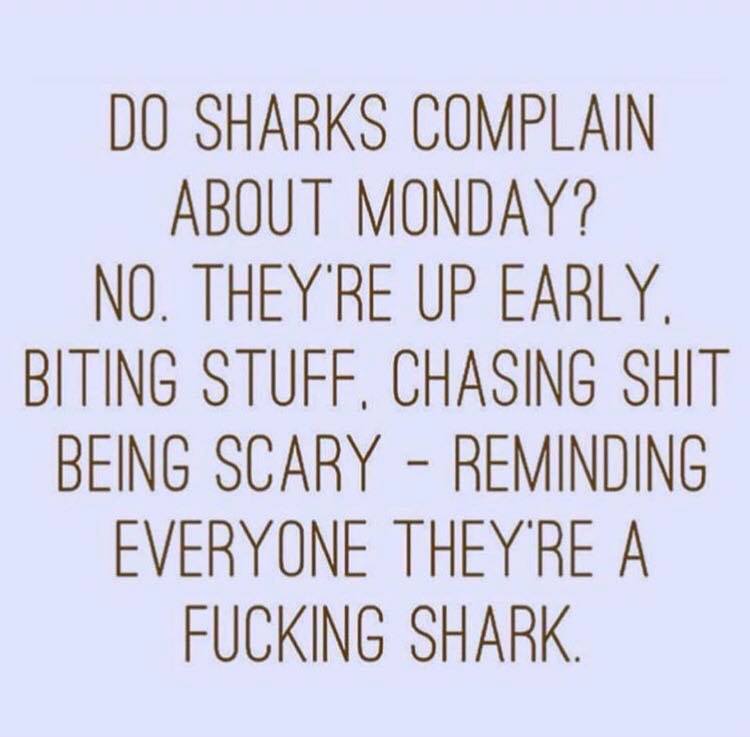 DO SHARKS COMPLAIN
ABOUT MONDAY?
NO. THEY'RE UP EARLY,
BITING STUFF, CHASING SHIT
BEING SCARY - REMINDING
EVERYONE THEY'RE A
FUCKING SHARK.